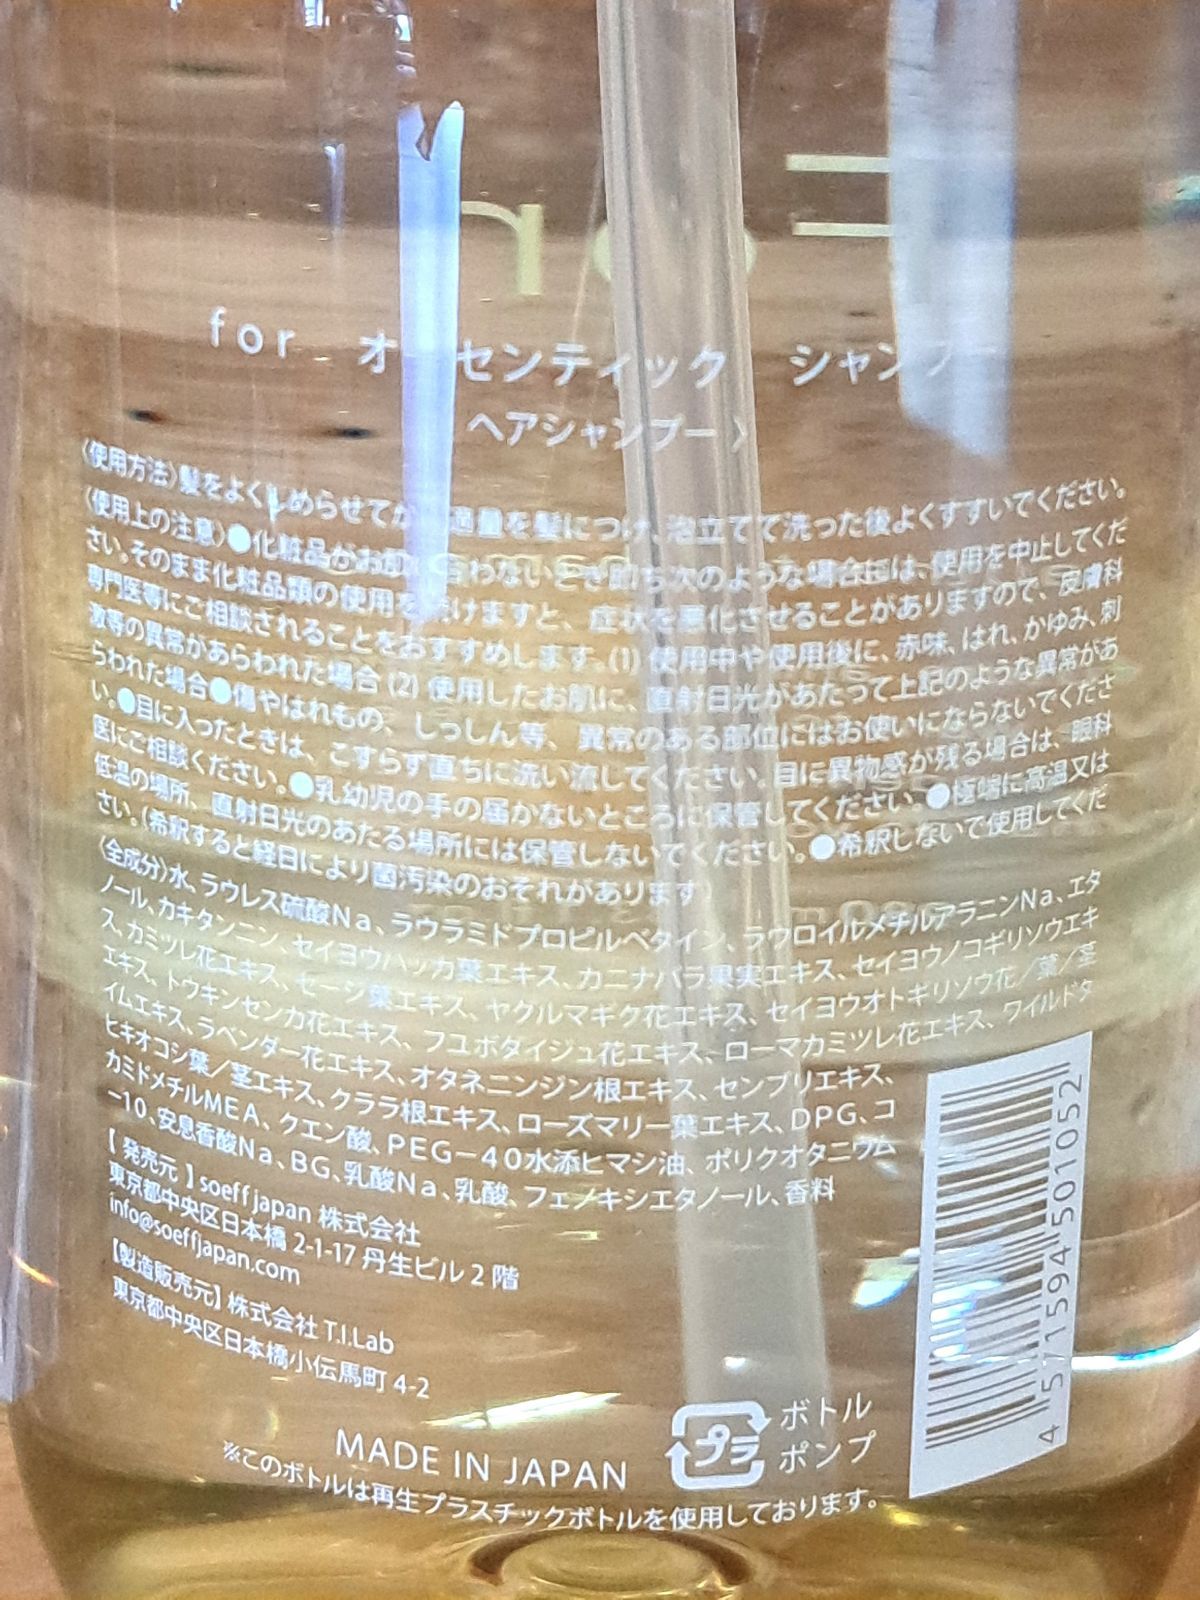 for オーセンティック シャンプー
ヘアシャンプー〉
〈使用方法〉髪をよくしめらせてから適量を髪につけ、泡立てて洗った後よくすすいでください。
〈使用上の注意〉●化粧品がお肌に合わないとき即ち次のような場合には、使用を中止してくだ
さい。そのまま化粧品類の使用を続けますと、症状を悪化させることがありますので、皮膚科
専門医等にご相談されることをおすすめします。(1) 使用中や使用後に、赤味、はれ、かゆみ、刺
激等の異常があらわれた場合 (2) 使用したお肌に、直射日光があたって上記のような異常があ
らわれた場合●傷やはれもの、しっしん等、異常のある部位にはお使いにならないでくださ
い。●目に入ったときは、こすらず直ちに洗い流してください。目に異物感が残る場合は、眼科
医にご相談ください。●乳幼児の手の届かないところに保管してください。●極端に高温又は
低温の場所、直射日光のあたる場所には保管しないでください。●希釈しないで使用してくだ
さい。(希釈すると経日により菌汚染のおそれがあります
〈全成分〉水、ラウレス硫酸Na、ラウラミドプロピルベタイン、ラウロイルメチルアラニンNa、エタ
ノール、カキタンニン、セイヨウハッカ葉エキス、カニナバラ果実エキス、セイヨウノコギリソウエキ
ス、カミツレ花エキス、セージ葉エキス、ヤグルマギク花エキス、セイヨウオトギリソウ花／葉／茎
エキス、トウキンセンカ花エキス、フユボダイジュ花エキス、ローマカミツレ花エキス、ワイルドタ
イムエキス、ラベンダー花エキス、オタネニンジン根エキス、センブリエキス、
ヒキオコシ葉／茎エキス、クララ根エキス、ローズマリー葉エキス、DPG、コ
カミドメチルMEA、クエン酸、PEG－40水添ヒマシ油、ポリクオタニウム
－10、安息香酸Na、BG、乳酸Na、乳酸、フェノキシエタノール、香料
【 発売元 】soeff japan 株式会社
東京都中央区日本橋 2-1-17 丹生ビル 2 階
info@soeffjapan.com
【製造販売元】株式会社 T.I.Lab
東京都中央区日本橋小伝馬町 4-2
4 571594 501052
プラ
ボトル
ポンプ
MADE IN JAPAN
※このボトルは再生プラスチックボトルを使用しております。